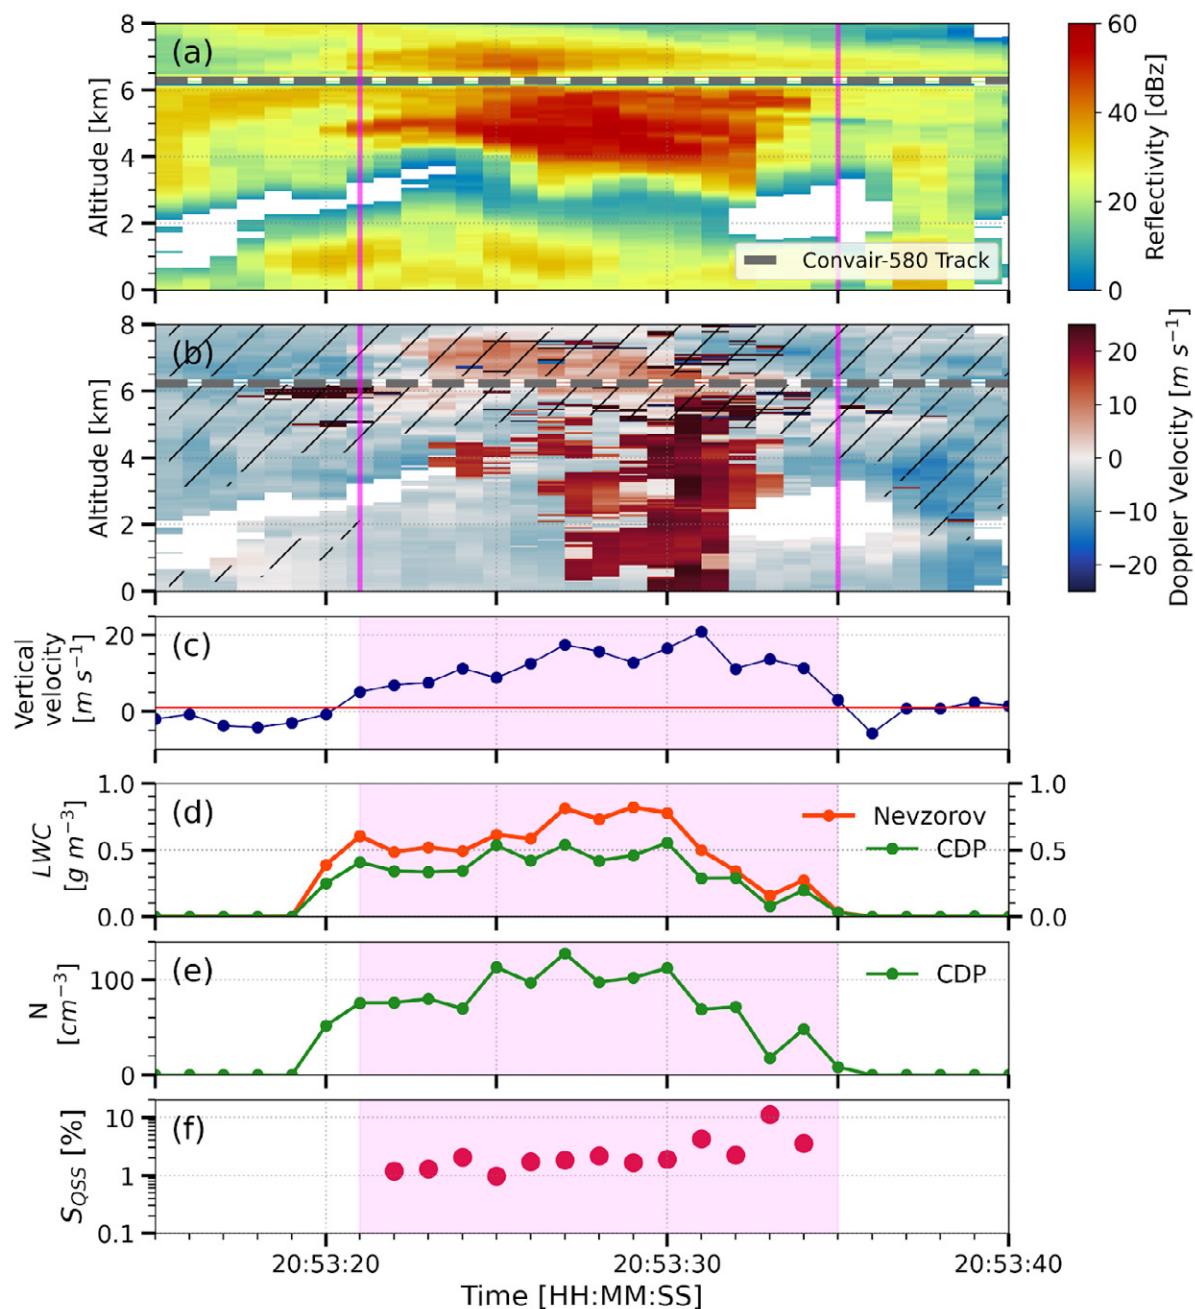 (a)
Altitude [km]
8
6
4
2
0
Convair-580 Track
60
40
20
0
Reflectivity [dBz]
(b)
Altitude [km]
8
6
4
2
0
20
10
0
−10
−20
Doppler Velocity [m s⁻¹]
(c)
Vertical
velocity
[m s⁻¹]
20
0
(d)
LWC
[g m⁻³]
1.0
0.5
0.0
Nevzorov
CDP
1.0
0.5
0.0
(e)
N
[cm⁻³]
100
0
CDP
(f)
S_QSS [%]
10
1
0.1
20:53:20
20:53:30
20:53:40
Time [HH:MM:SS]